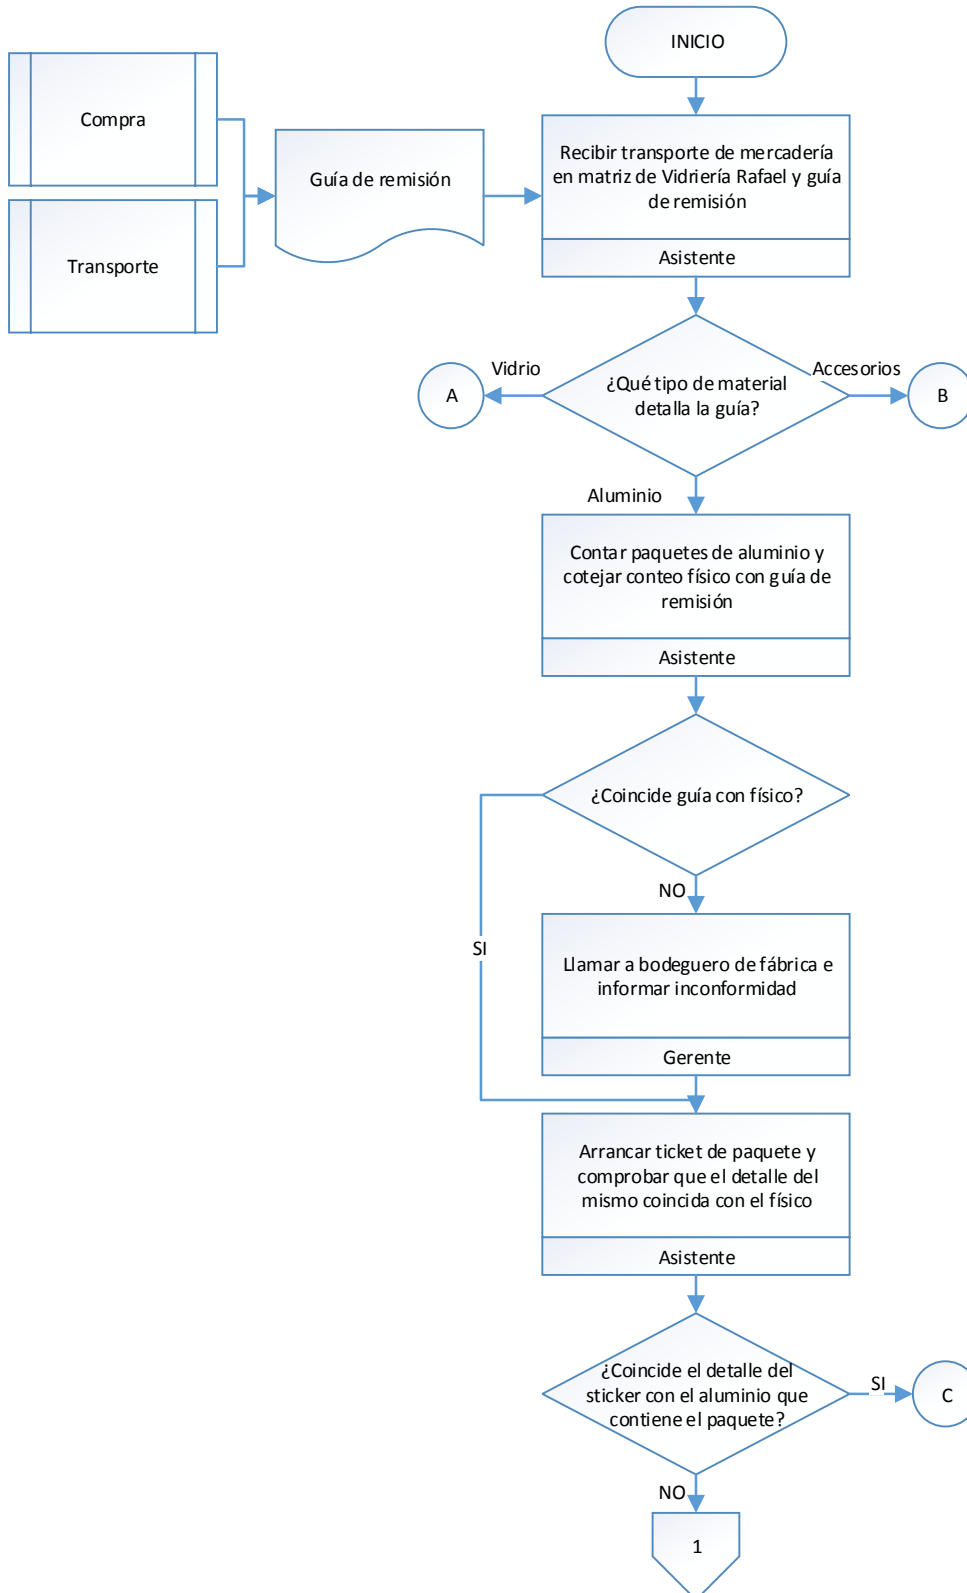 INICIO
Compra
Guía de remisión
Recibir transporte de mercadería
en matriz de Vidriería Rafael y guía
de remisión
Transporte
Asistente
Vidrio
Accesorios
A
¿Qué tipo de material
detalla la guía?
B
Aluminio
Contar paquetes de aluminio y
cotejar conteo físico con guía de
remisión
Asistente
¿Coincide guía con físico?
NO
SI
Llamar a bodeguero de fábrica e
informar inconformidad
Gerente
Arrancar ticket de paquete y
comprobar que el detalle del
mismo coincida con el físico
Asistente
¿Coincide el detalle del
sticker con el aluminio que
contiene el paquete?
SI
C
NO
1